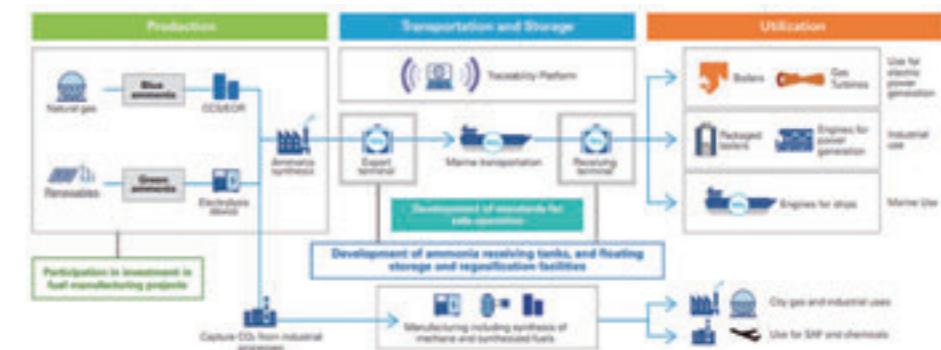 Production
Transportation and Storage
Utilization
Natural gas
Blue
ammonia
CCS/EOR
Renewables
Green
ammonia
Electrolysis
device
Ammonia
synthesis
Participation in investment in
fuel manufacturing projects
Traceability Platform
Export
terminal
Marine transportation
Receiving
terminal
Development of standards for
safe operation
Development of ammonia receiving tanks, and floating
storage and regasification facilities
Boilers
Gas
Turbines
Use for
electric
power
generation
Packaged
boilers
Engines for
power
generation
Industrial
use
Engines for ships
Marine Use
Capture CO₂ from industrial
processes
Manufacturing including synthesis of
methane and synthesized fuels
City gas and industrial uses
Use for SAF and chemicals